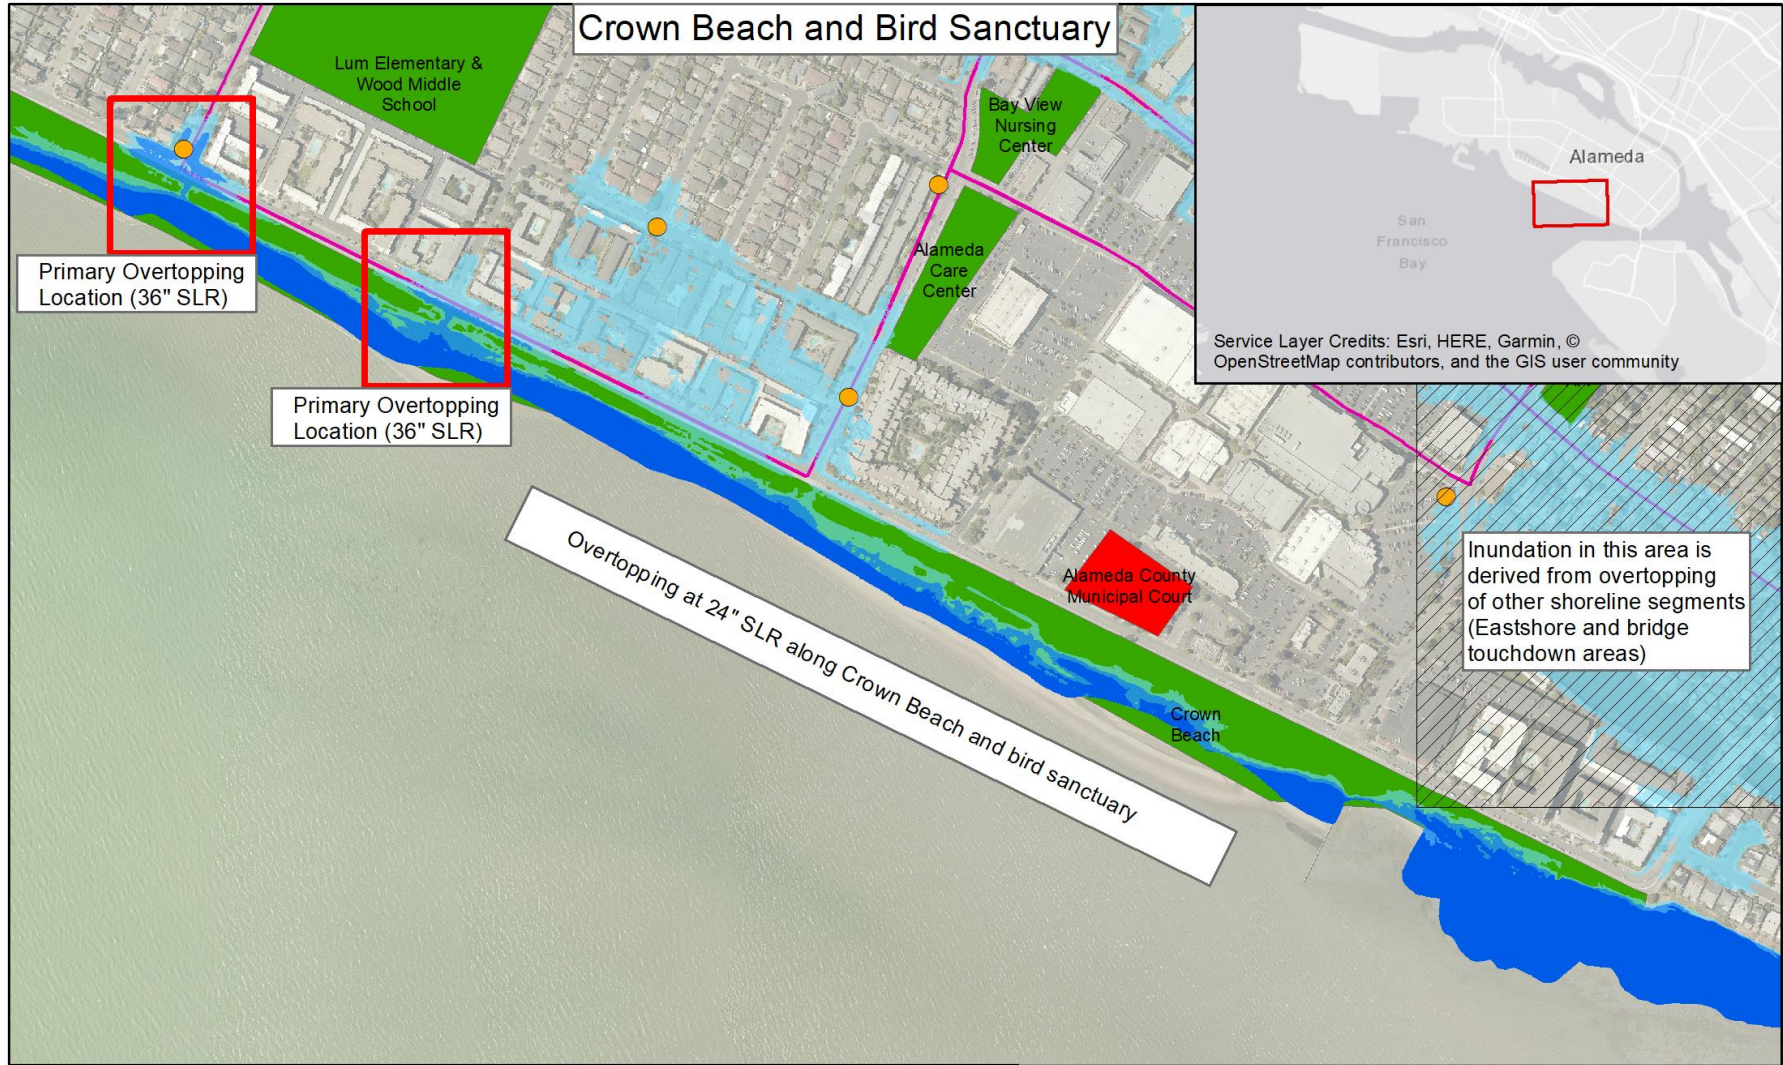 Crown Beach and Bird Sanctuary
Lum Elementary &
Wood Middle
School
Bay View
Nursing
Center
Alameda
San
Francisco
Bay
Service Layer Credits: Esri, HERE, Garmin, ©
OpenStreetMap contributors, and the GIS user community
Primary Overtopping
Location (36" SLR)
Alameda
Care
Center
Primary Overtopping
Location (36" SLR)
Overtopping at 24" SLR along Crown Beach and bird sanctuary
Alameda County
Municipal Court
Inundation in this area is
derived from overtopping
of other shoreline segments
(Eastshore and bridge
touchdown areas)
Crown
Beach